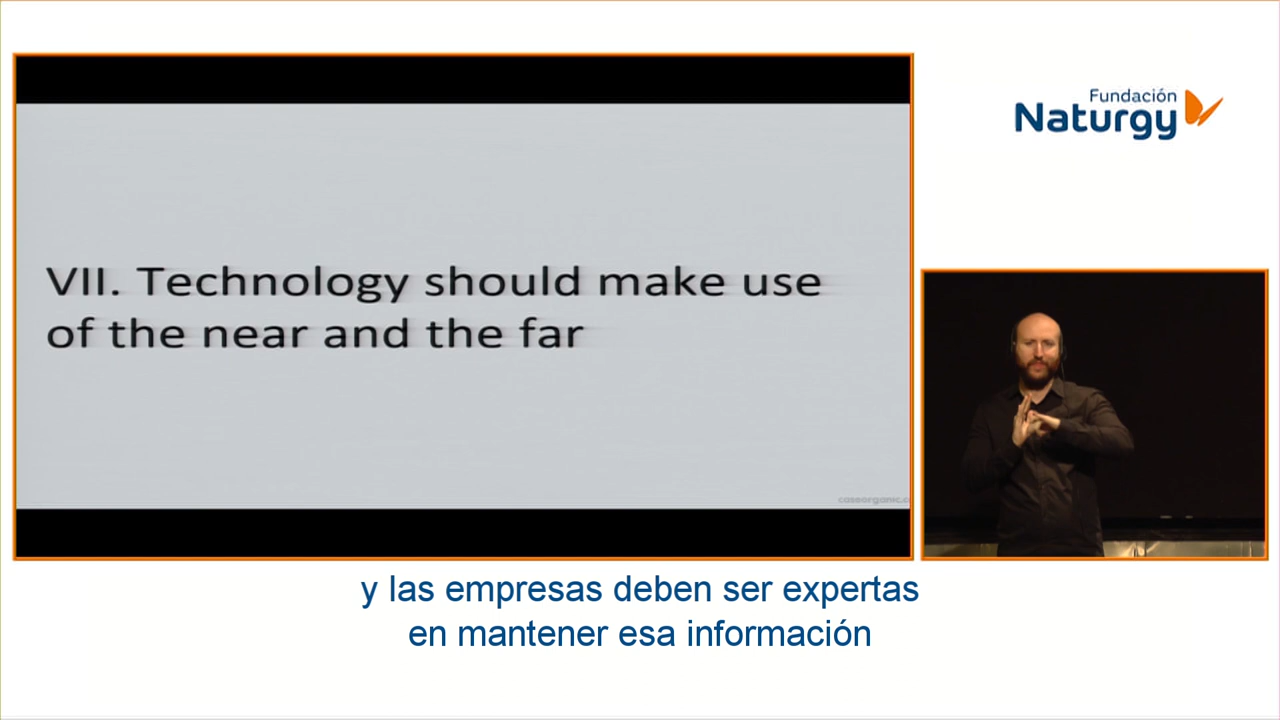 Fundación
Naturgy
VII. Technology should make use
of the near and the far
y las empresas deben ser expertas
en mantener esa información